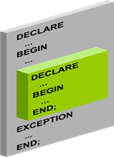 DECLARE
...
BEGIN
...
DECLARE
...
BEGIN
...
END;
EXCEPTION
...
END;